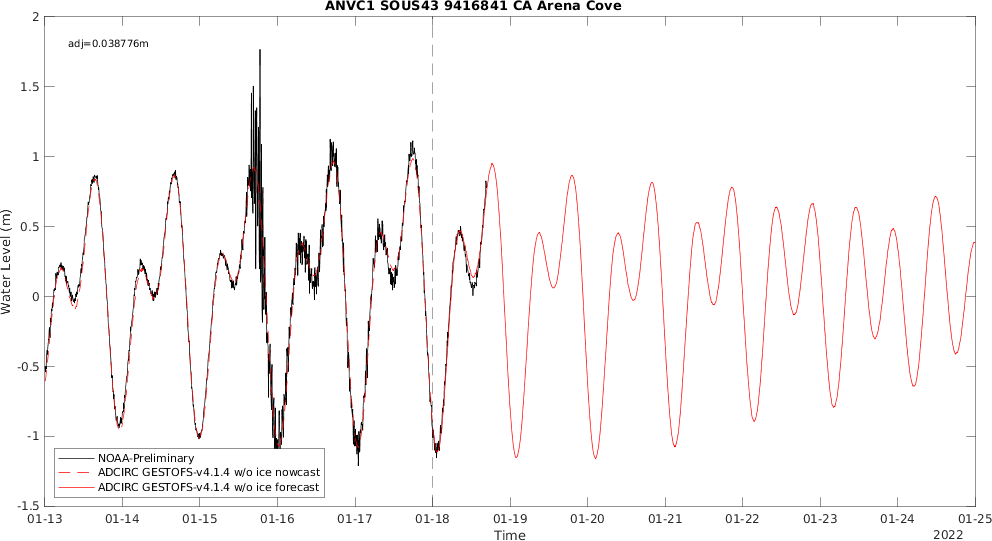 ANVC1 SOUS43 9416841 CA Arena Cove
adj=0.038776m
2
1.5
1
0.5
0
-0.5
-1
-1.5
Water Level (m)
NOAA-Preliminary
ADCIRC GESTOFS-v4.1.4 w/o ice nowcast
ADCIRC GESTOFS-v4.1.4 w/o ice forecast
01-13 01-14 01-15 01-16 01-17 01-18 01-19 01-20 01-21 01-22 01-23 01-24 01-25
Time
2022